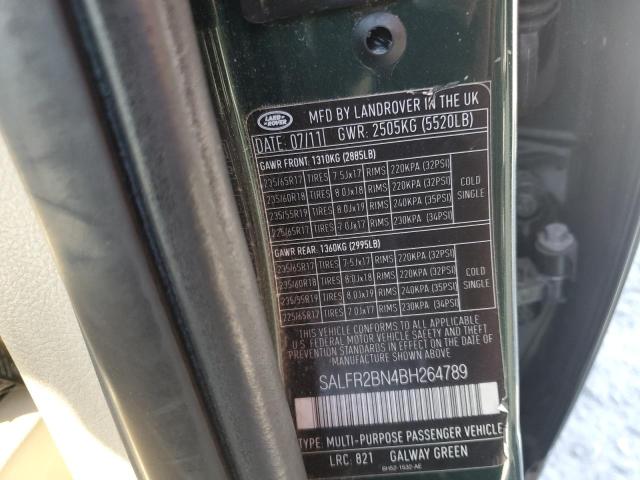 LAND ROVER
MFD BY LANDROVER IN THE UK
DATE: 07/11 GWR: 2505KG (5520LB)
GAWR FRONT: 1310KG (2885LB)
235/65R17 TIRES 7.5Jx17 RIMS 220KPA (32PSI)
235/60R18 TIRES 8.0Jx18 RIMS 220KPA (32PSI)
235/55R19 TIRES 8.0Jx19 RIMS 240KPA (35PSI)
225/65R17 TIRES 7.0Jx17 RIMS 230KPA (34PSI)
COLD SINGLE
GAWR REAR: 1360KG (2995LB)
235/65R17 TIRES 7.5Jx17 RIMS 220KPA (32PSI)
235/60R18 TIRES 8.0Jx18 RIMS 220KPA (32PSI)
235/55R19 TIRES 8.0Jx19 RIMS 240KPA (35PSI)
225/65R17 TIRES 7.0Jx17 RIMS 230KPA (34PSI)
COLD SINGLE
THIS VEHICLE CONFORMS TO ALL APPLICABLE
U.S. FEDERAL MOTOR VEHICLE SAFETY AND THEFT
PREVENTION STANDARDS IN EFFECT ON THE DATE OF
MANUFACTURE SHOWN ABOVE
SALFR2BN4BH264789
TYPE: MULTI-PURPOSE PASSENGER VEHICLE
LRC: 821 GALWAY GREEN
BH52-1532-AE